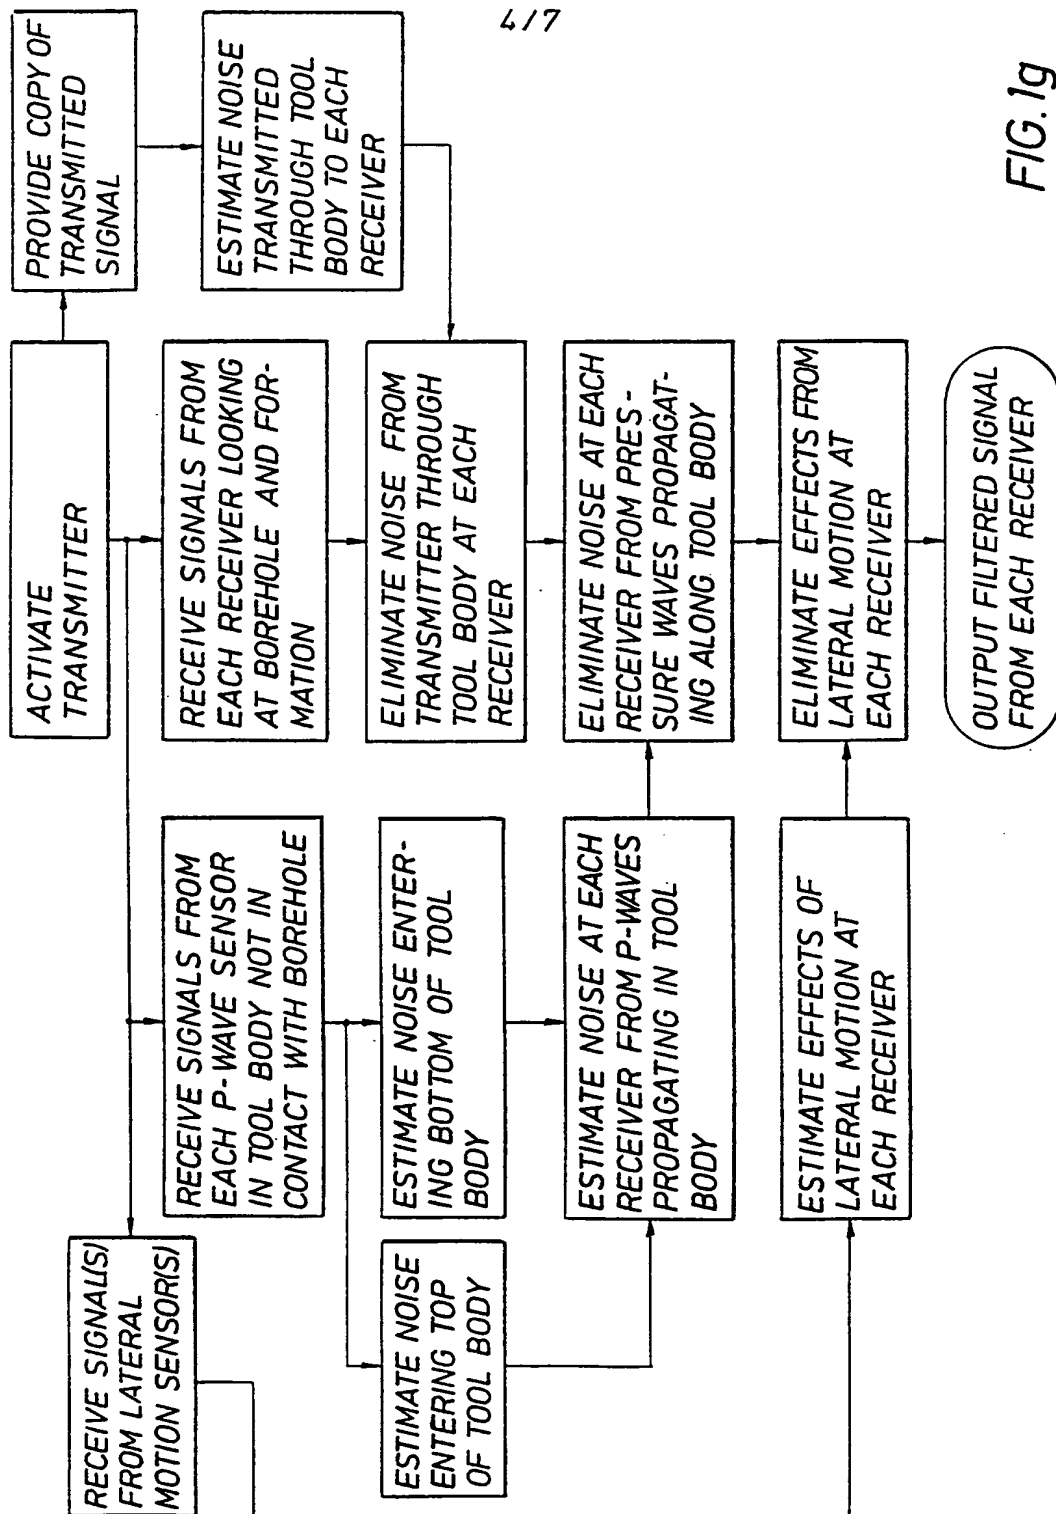 4/7
ACTIVATE
TRANSMITTER
PROVIDE COPY OF
TRANSMITTED
SIGNAL
RECEIVE SIGNAL(S)
FROM LATERAL
MOTION SENSOR(S)
RECEIVE SIGNALS FROM
EACH P-WAVE SENSOR
IN TOOL BODY NOT IN
CONTACT WITH BOREHOLE
RECEIVE SIGNALS FROM
EACH RECEIVER LOOKING
AT BOREHOLE AND FOR-
MATION
ESTIMATE NOISE
TRANSMITTED
THROUGH TOOL
BODY TO EACH
RECEIVER
ESTIMATE NOISE
ENTERING TOP
OF TOOL BODY
ESTIMATE NOISE ENTER-
ING BOTTOM OF TOOL
BODY
ELIMINATE NOISE FROM
TRANSMITTER THROUGH
TOOL BODY AT EACH
RECEIVER
ESTIMATE NOISE AT EACH
RECEIVER FROM P-WAVES
PROPAGATING IN TOOL
BODY
ELIMINATE NOISE AT EACH
RECEIVER FROM PRES-
SURE WAVES PROPAGAT-
ING ALONG TOOL BODY
ESTIMATE EFFECTS OF
LATERAL MOTION AT
EACH RECEIVER
ELIMINATE EFFECTS FROM
LATERAL MOTION AT
EACH RECEIVER
OUTPUT FILTERED SIGNAL
FROM EACH RECEIVER
FIG.1g